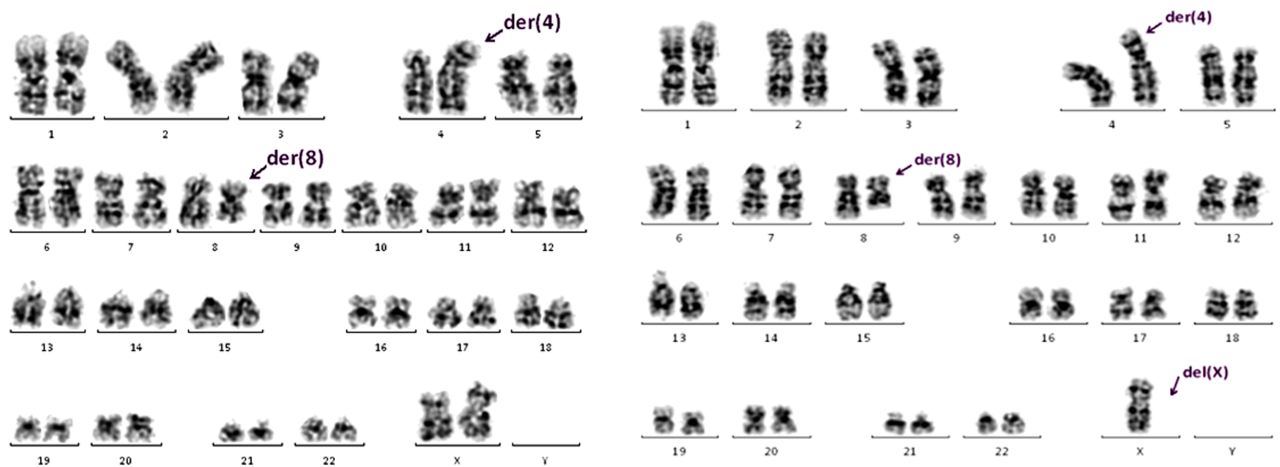 der(4)
1 2 3 4 5
der(8)
6 7 8 9 10 11 12
13 14 15 16 17 18
19 20 21 22 X Y
der(4)
1 2 3 4 5
der(8)
6 7 8 9 10 11 12
13 14 15 16 17 18
del(X)
19 20 21 22 X Y